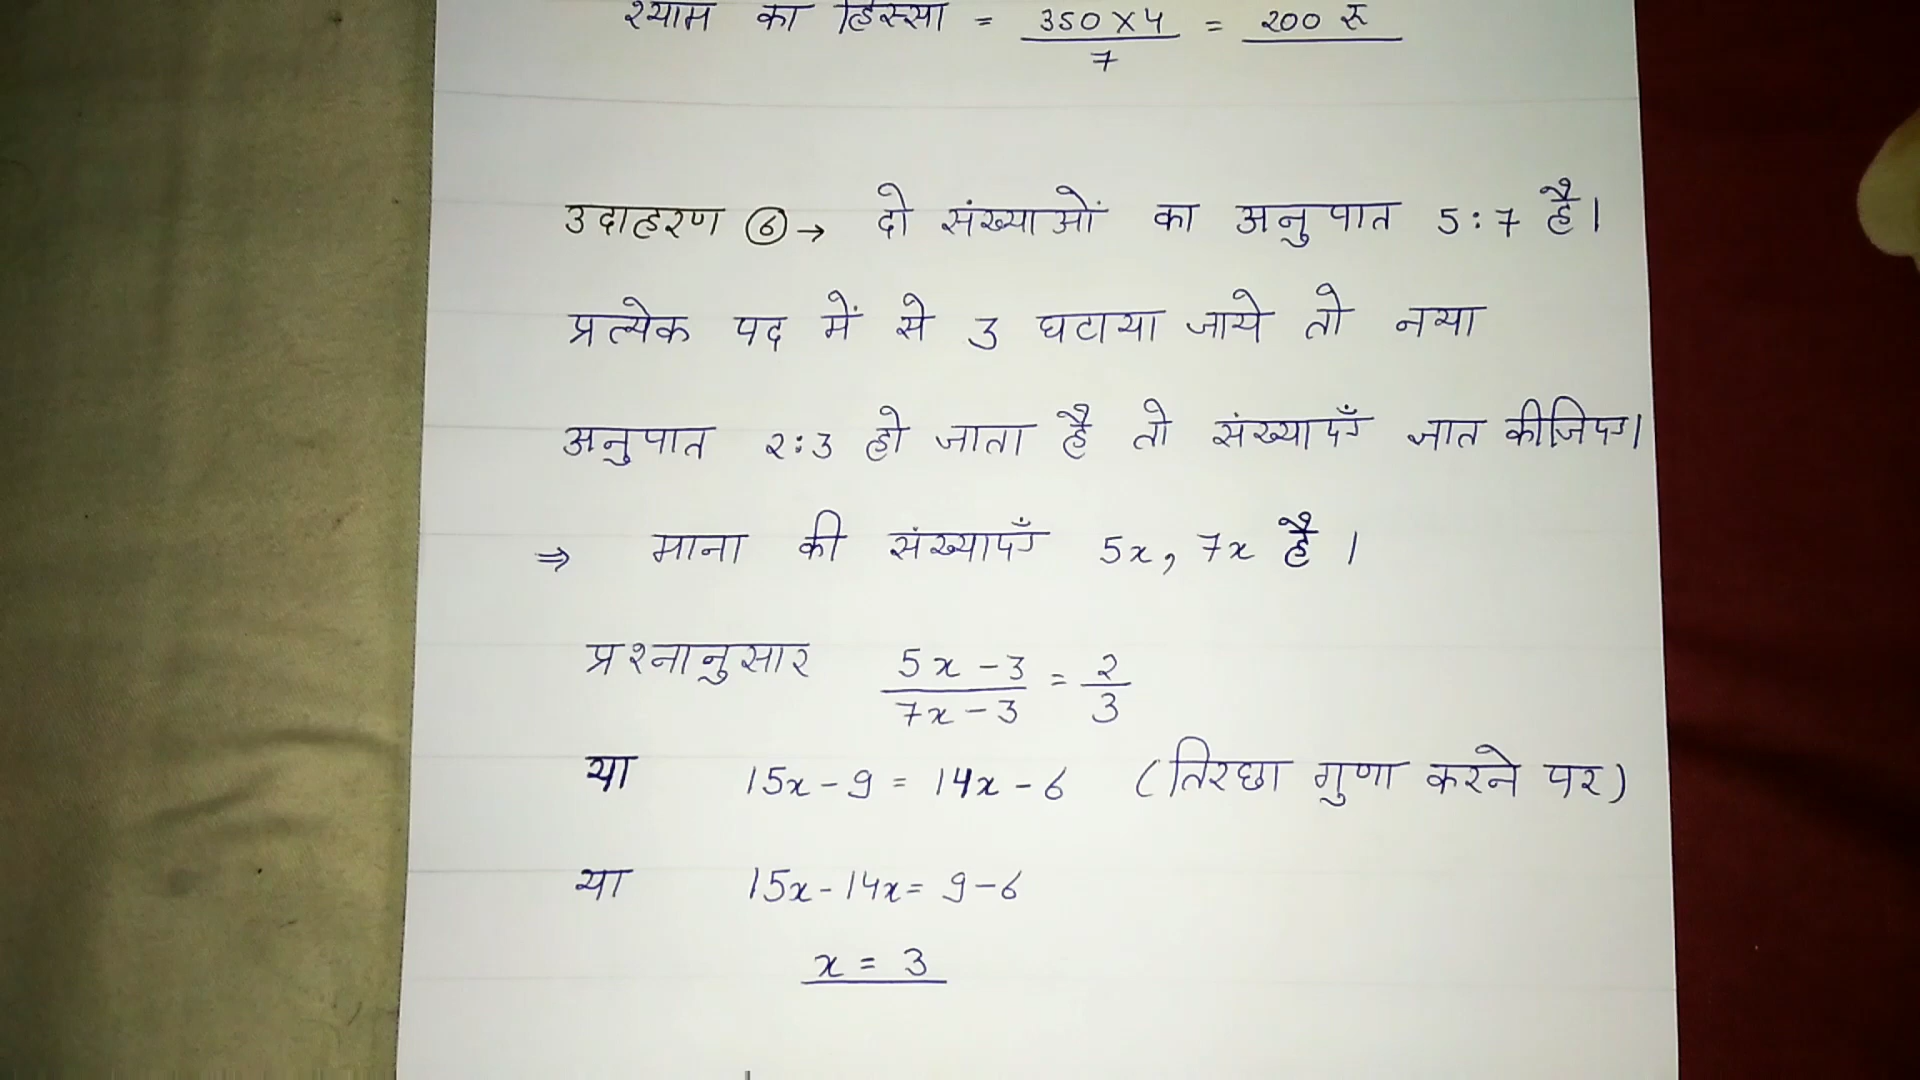 श्याम का हिस्सा = 350 X 4 / 7 = 200 रू
उदाहरण ⑥→ दो संख्याओं का अनुपात 5:7 है।
प्रत्येक पद में से 3 घटाया जाये तो नया
अनुपात 2:3 हो जाता है तो संख्याएँ ज्ञात कीजिए।
⇒ माना की संख्याएँ 5x, 7x है ।
प्रश्नानुसार 5x - 3 / 7x - 3 = 2 / 3
या 15x - 9 = 14x - 6 (तिरछा गुणा करने पर)
या 15x - 14x = 9 - 6
x = 3